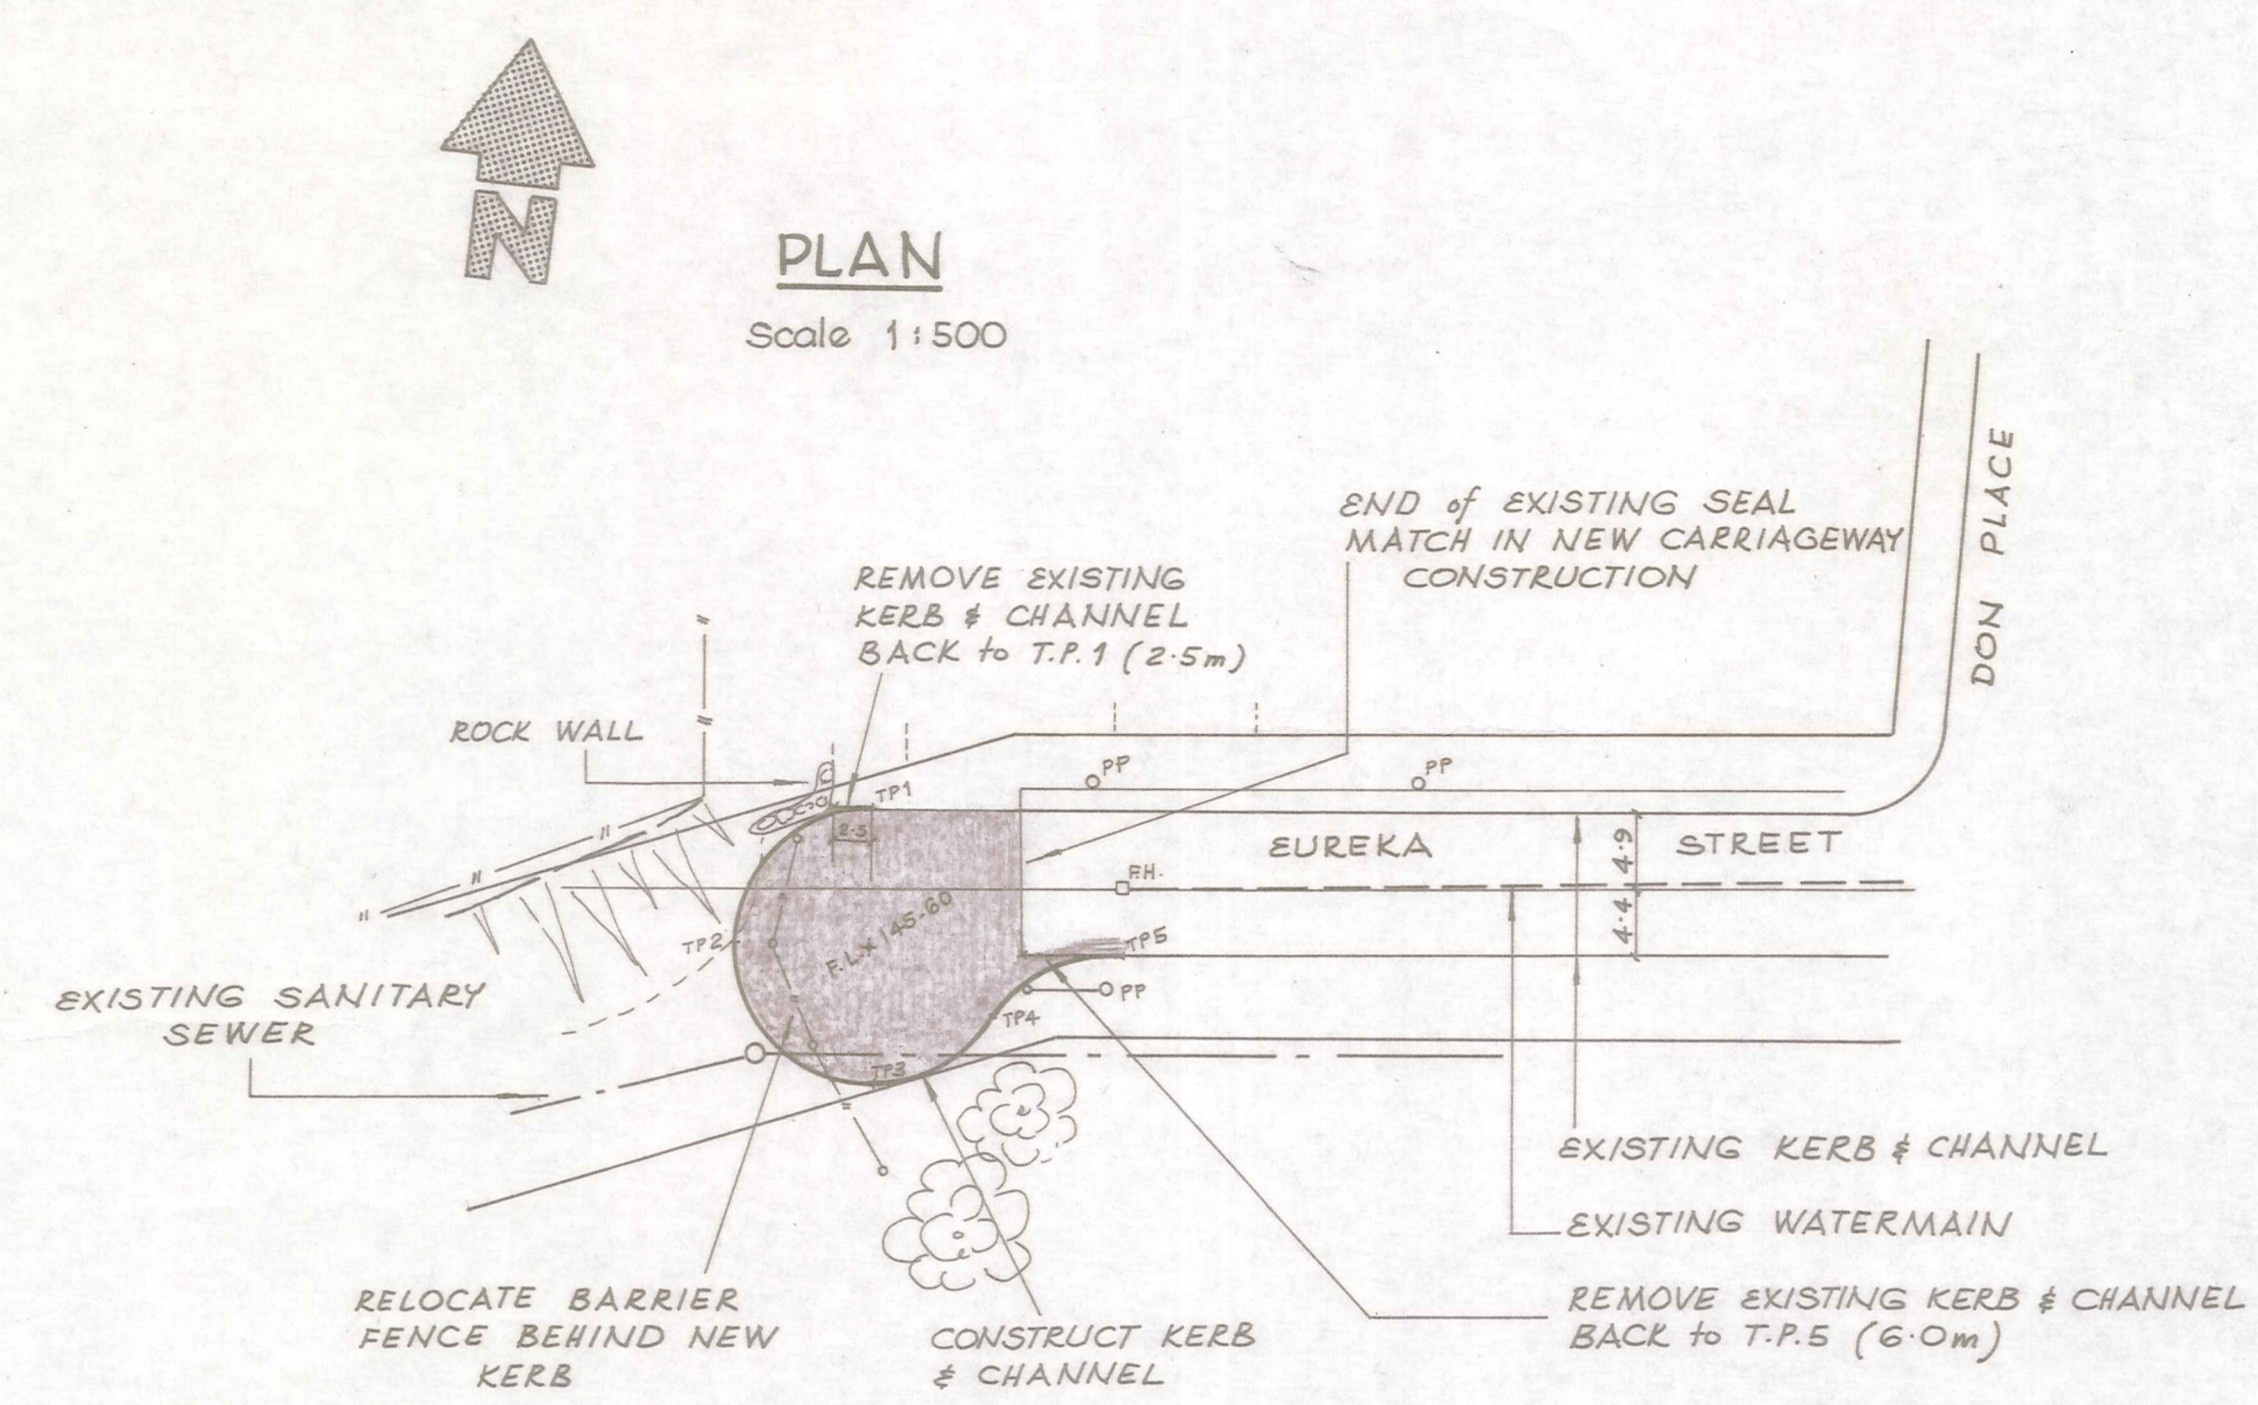 N
PLAN
Scale 1:500
END of EXISTING SEAL
MATCH IN NEW CARRIAGEWAY
CONSTRUCTION
DON PLACE
REMOVE EXISTING
KERB & CHANNEL
BACK to T.P.1 (2.5m)
ROCK WALL
PP
PP
TP1
2.5
EUREKA STREET
4.9
F.H.
4.4
TP2
F.L.X 145.60
TP5
PP
EXISTING SANITARY
SEWER
TP4
TP3
EXISTING KERB & CHANNEL
EXISTING WATERMAIN
RELOCATE BARRIER
FENCE BEHIND NEW
KERB
CONSTRUCT KERB
& CHANNEL
REMOVE EXISTING KERB & CHANNEL
BACK to T.P.5 (6.0m)